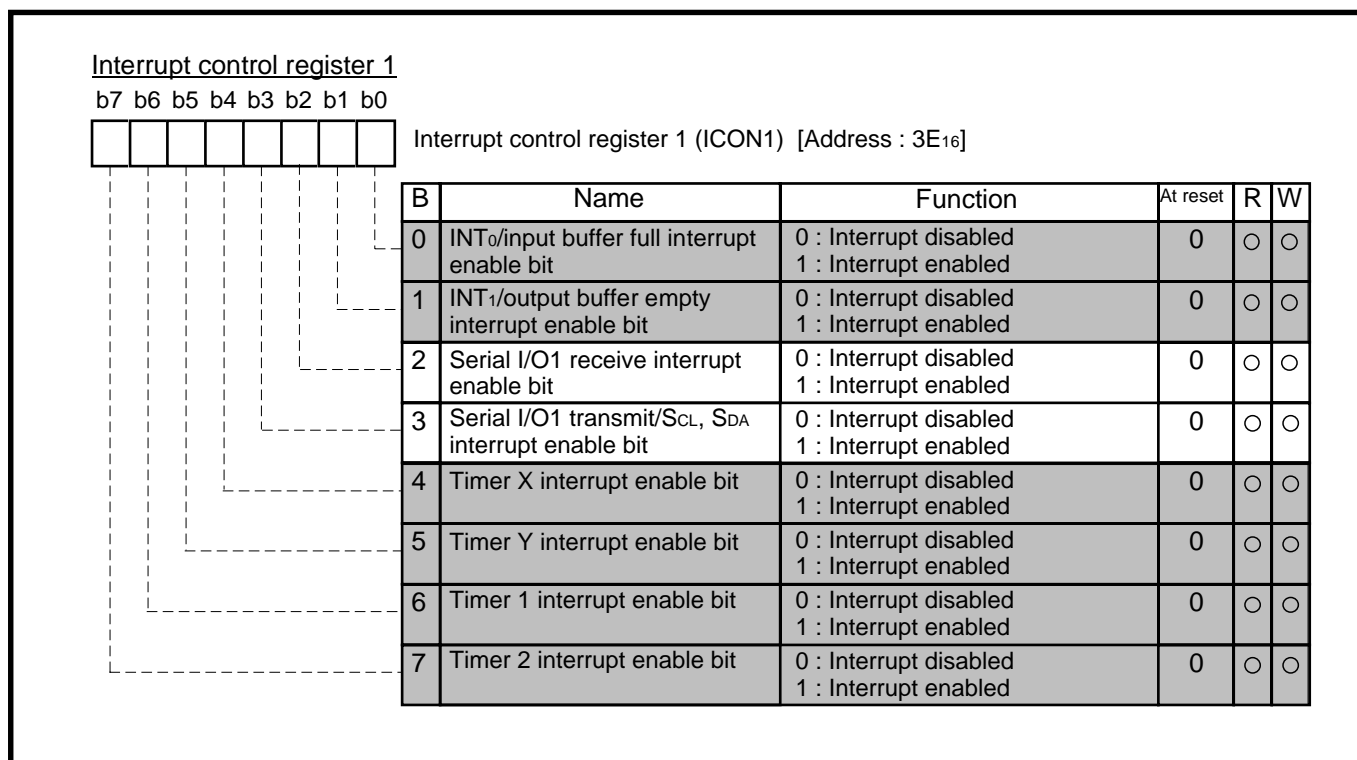 Interrupt control register 1
b7 b6 b5 b4 b3 b2 b1 b0
Interrupt control register 1 (ICON1) [Address : 3E16]
B Name Function At reset R W
0 INT0/input buffer full interrupt enable bit 0 : Interrupt disabled 0 ○ ○
1 : Interrupt enabled
1 INT1/output buffer empty interrupt enable bit 0 : Interrupt disabled 0 ○ ○
1 : Interrupt enabled
2 Serial I/O1 receive interrupt enable bit 0 : Interrupt disabled 0 ○ ○
1 : Interrupt enabled
3 Serial I/O1 transmit/SCL, SDA interrupt enable bit 0 : Interrupt disabled 0 ○ ○
1 : Interrupt enabled
4 Timer X interrupt enable bit 0 : Interrupt disabled 0 ○ ○
1 : Interrupt enabled
5 Timer Y interrupt enable bit 0 : Interrupt disabled 0 ○ ○
1 : Interrupt enabled
6 Timer 1 interrupt enable bit 0 : Interrupt disabled 0 ○ ○
1 : Interrupt enabled
7 Timer 2 interrupt enable bit 0 : Interrupt disabled 0 ○ ○
1 : Interrupt enabled